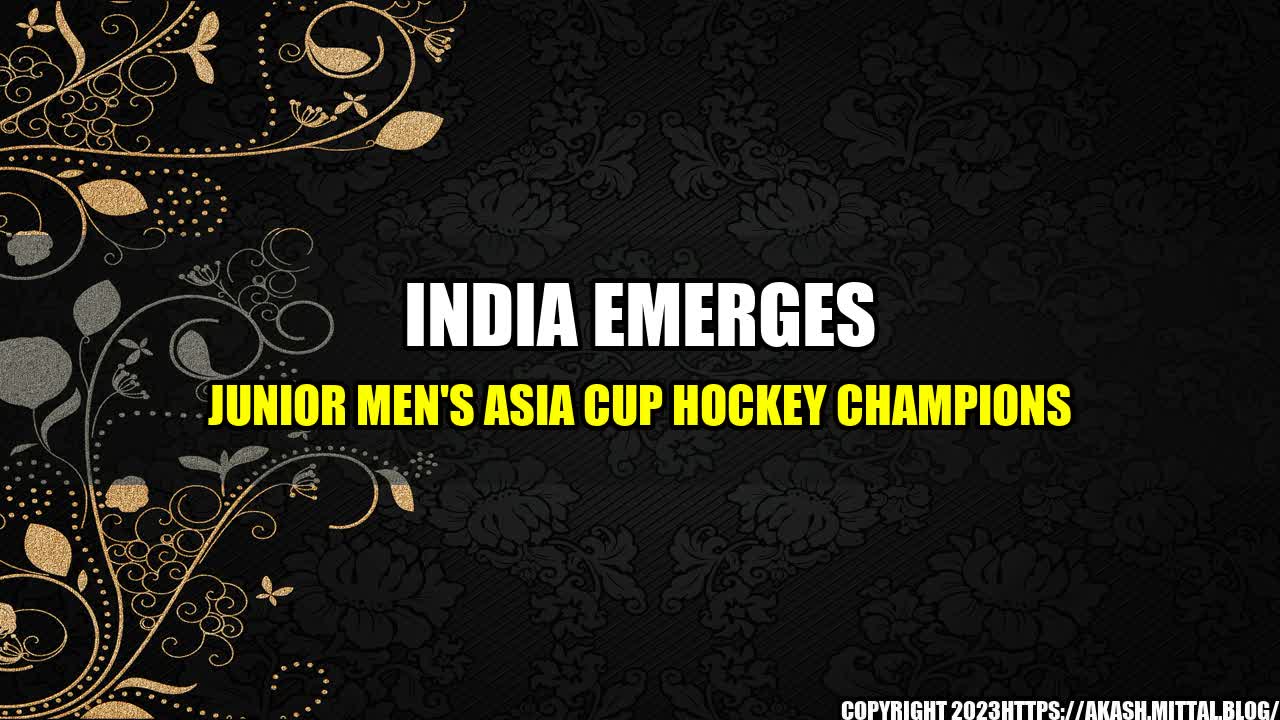 INDIA EMERGES
JUNIOR MEN'S ASIA CUP HOCKEY CHAMPIONS
COPYRIGHT 2023HTTPS://AKASH.MITTAL.BLOG/